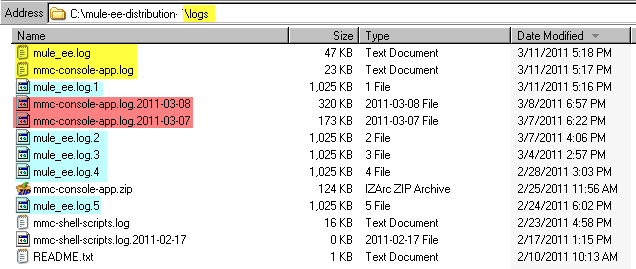 Address C:\mule-ee-distribution- \logs
Name Size Type Date Modified
mule_ee.log 47 KB Text Document 3/11/2011 5:18 PM
mmc-console-app.log 23 KB Text Document 3/11/2011 5:17 PM
mule_ee.log.1 1,025 KB 1 File 3/11/2011 5:16 PM
mmc-console-app.log.2011-03-08 320 KB 2011-03-08 File 3/8/2011 6:57 PM
mmc-console-app.log.2011-03-07 173 KB 2011-03-07 File 3/7/2011 6:22 PM
mule_ee.log.2 1,025 KB 2 File 3/7/2011 4:06 PM
mule_ee.log.3 1,025 KB 3 File 3/4/2011 2:57 PM
mule_ee.log.4 1,025 KB 4 File 2/28/2011 3:03 PM
mmc-console-app.zip 124 KB IZArc ZIP Archive 2/25/2011 11:56 AM
mule_ee.log.5 1,025 KB 5 File 2/24/2011 6:02 PM
mmc-shell-scripts.log 16 KB Text Document 2/23/2011 4:58 PM
mmc-shell-scripts.log.2011-02-17 0 KB 2011-02-17 File 2/17/2011 1:15 PM
README.txt 1 KB Text Document 2/10/2011 10:13 AM